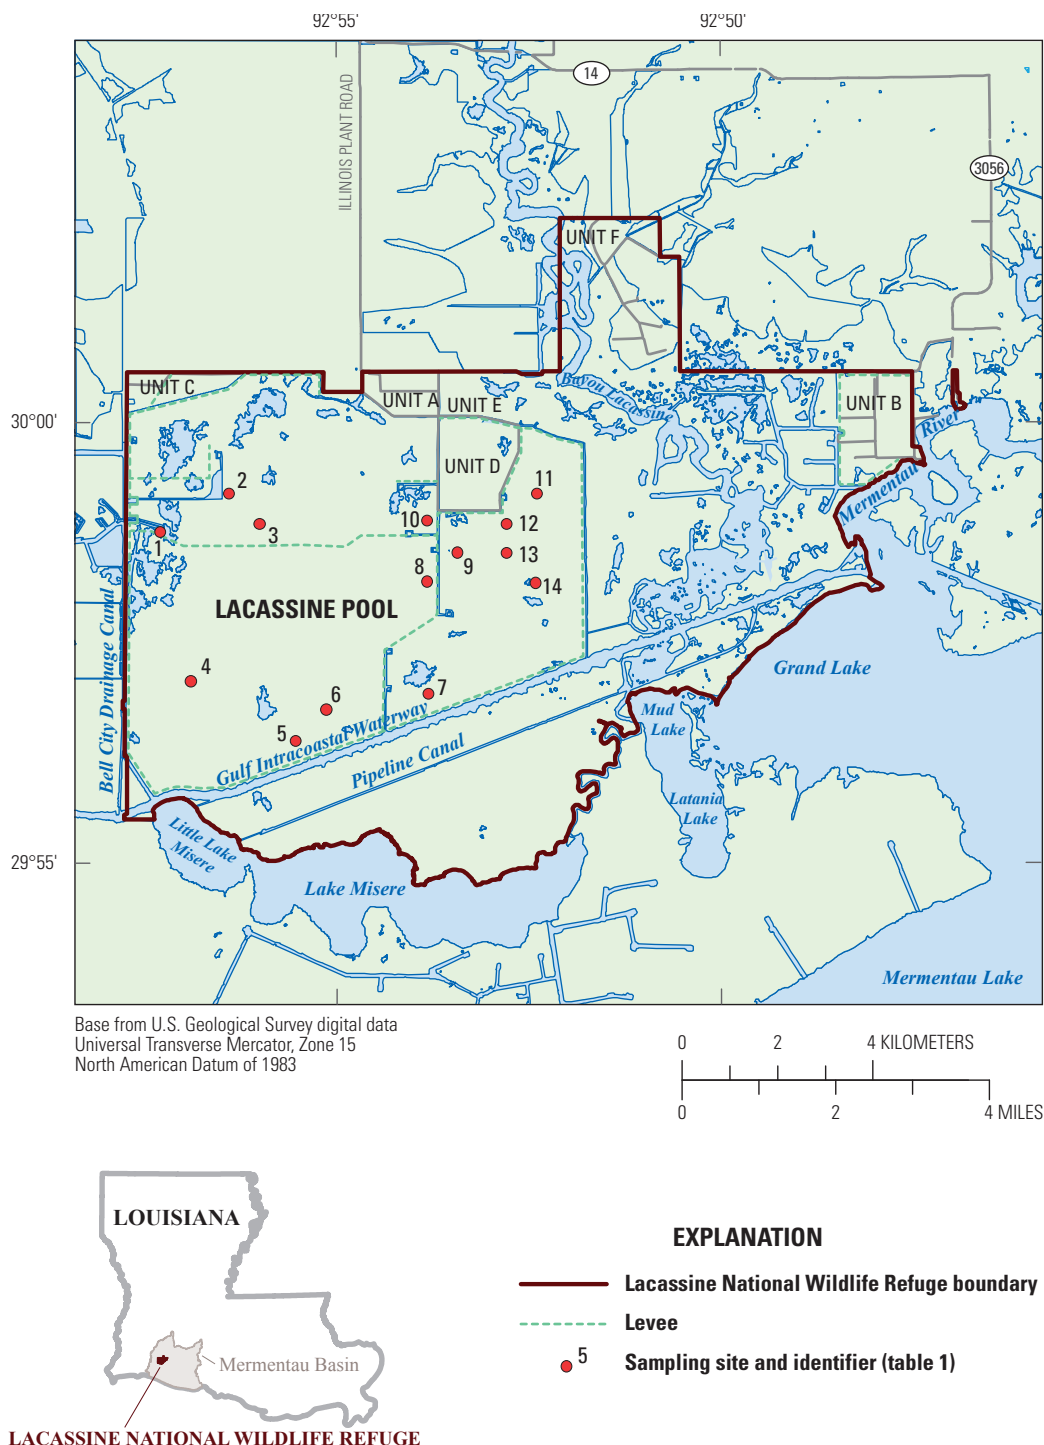 92°55'
92°50'
14
ILLINOIS PLANT ROAD
3056
UNIT F
UNIT C
UNIT A
UNIT E
Bayou Lacassine
UNIT B
30°00'
River
UNIT D
Mermentau
2
11
3
10
12
1
9
13
8
14
LACASSINE POOL
Bell City Drainage Canal
4
Grand Lake
7
6
Mud
Lake
5
Gulf Intracoastal Waterway
Pipeline Canal
Latania
Lake
Little Lake
Misere
29°55'
Lake Misere
Mermentau Lake
Base from U.S. Geological Survey digital data
Universal Transverse Mercator, Zone 15
North American Datum of 1983
0 2 4 KILOMETERS
0 2 4 MILES
LOUISIANA
Mermentau Basin
LACASSINE NATIONAL WILDLIFE REFUGE
EXPLANATION
Lacassine National Wildlife Refuge boundary
Levee
5 Sampling site and identifier (table 1)